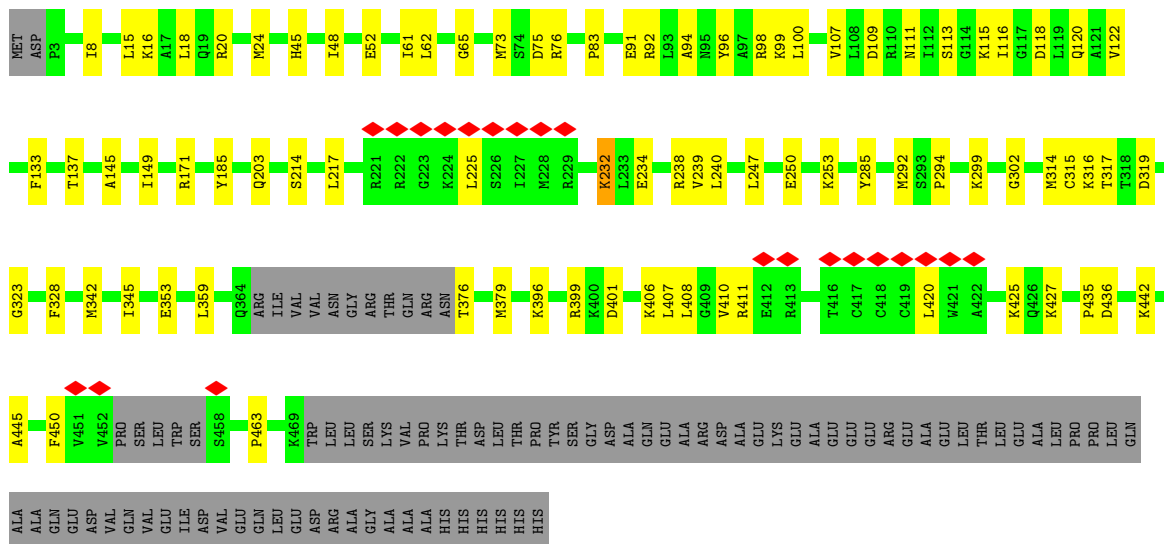 MET ASP P3 I8 L15 K16 A17 L18 Q19 R20 M24 H45 I48 E52 I61 L62 G65 M73 S74 D75 R76 P83 E91 R92 L93 A94 N95 Y96 A97 R98 K99 L100 V107 L108 D109 R110 N111 I112 S113 G114 K115 I116 G117 D118 L119 Q120 A121 V122
F133 T137 A145 I149 R171 Y185 Q203 S214 L217 R221 R222 G223 K224 L225 S226 I227 M228 R229 K232 L233 E234 R238 V239 L240 L247 E250 K253 Y285 M292 S293 P294 K299 G302 M314 C315 K316 T317 T318 D319
G323 F328 M342 I345 E353 L359 Q364 ARG ILE VAL VAL ASN GLY ARG THR GLN ARG ASN T376 M379 K396 R399 K400 D401 K406 L407 L408 G409 V410 R411 E412 R413 T416 C417 C418 C419 L420 W421 A422 K425 Q426 K427 P435 D436 K442
A445 F450 V451 V452 PRO SER LEU TRP SER S458 P463 K469 TRP LEU LEU SER LYS VAL PRO LYS THR ASP LEU THR PRO TYR SER GLY ASP ALA GLN GLU ALA ARG ASP ALA GLU LYS GLU ALA GLU GLU GLU ARG GLU ALA GLU LEU THR LEU GLU ALA LEU PRO PRO LEU GLN
ALA ALA GLN GLU ASP VAL GLN VAL GLU ILE ASP VAL GLU GLN LEU GLU ASP ARG ALA GLY ALA ALA ALA HIS HIS HIS HIS HIS HIS